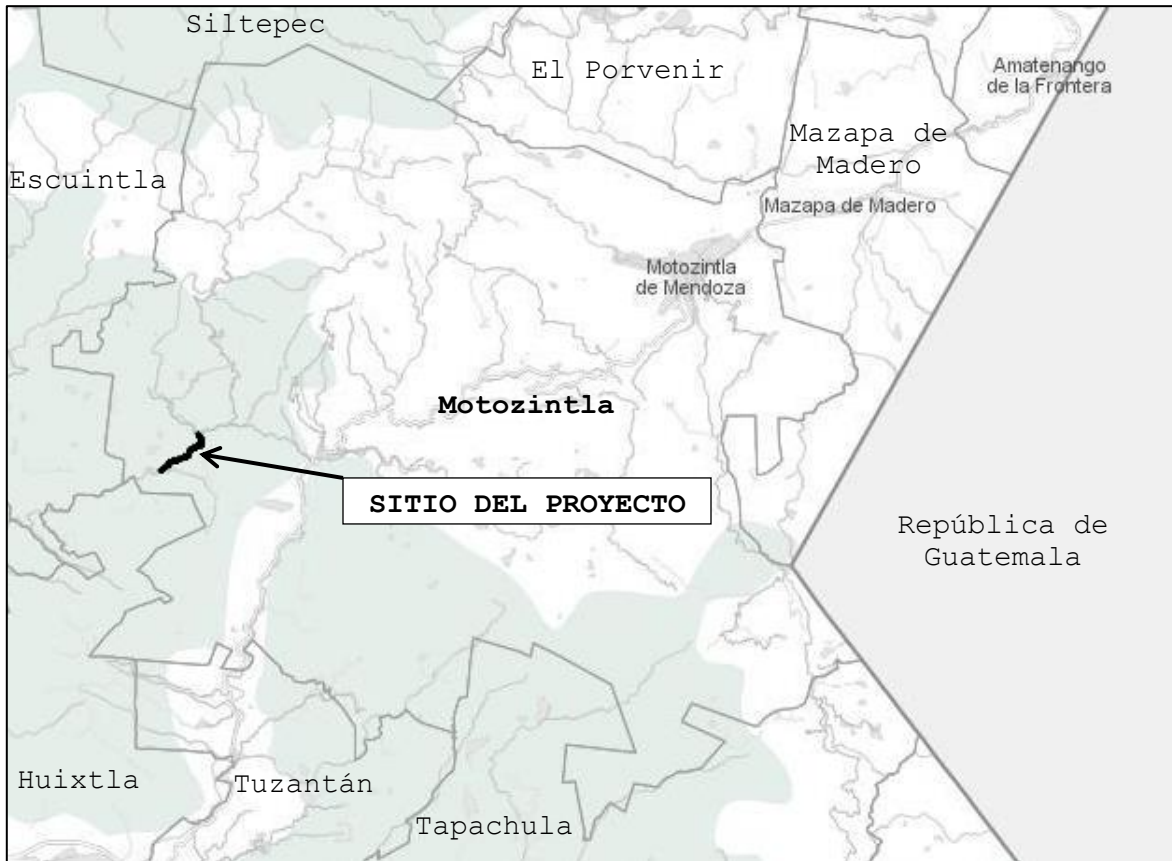 Siltepec
El Porvenir
Amatenango
de la Frontera
Mazapa de
Madero
Escuintla
Mazapa de Madero
Motozintla
de Mendoza
Motozintla
SITIO DEL PROYECTO
República de
Guatemala
Huixtla
Tuzantán
Tapachula